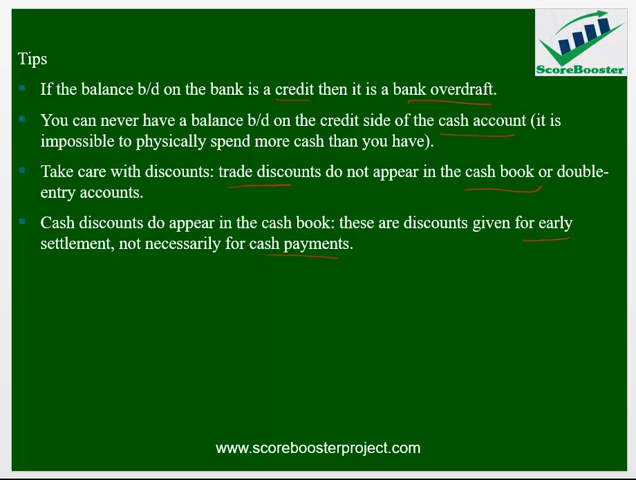 ScoreBooster
Tips
If the balance b/d on the bank is a credit then it is a bank overdraft.
You can never have a balance b/d on the credit side of the cash account (it is
impossible to physically spend more cash than you have).
Take care with discounts: trade discounts do not appear in the cash book or double-
entry accounts.
Cash discounts do appear in the cash book: these are discounts given for early
settlement, not necessarily for cash payments.
www.scoreboosterproject.com